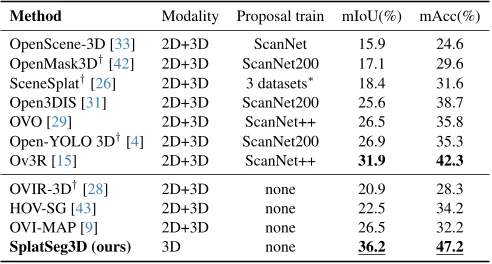 Method Modality Proposal train mIoU(%) mAcc(%)
OpenScene-3D [33] 2D+3D ScanNet 15.9 24.6
OpenMask3D† [42] 2D+3D ScanNet200 17.1 29.6
SceneSplat† [26] 2D+3D 3 datasets* 18.4 31.6
Open3DIS [31] 2D+3D ScanNet200 25.6 38.7
OVO [29] 2D+3D ScanNet++ 26.5 35.8
Open-YOLO 3D† [4] 2D+3D ScanNet200 26.9 35.3
Ov3R [15] 2D+3D ScanNet++ 31.9 42.3
OVIR-3D† [28] 2D+3D none 20.9 28.3
HOV-SG [43] 2D+3D none 22.5 34.2
OVI-MAP [9] 2D+3D none 26.5 32.2
SplatSeg3D (ours) 3D none 36.2 47.2